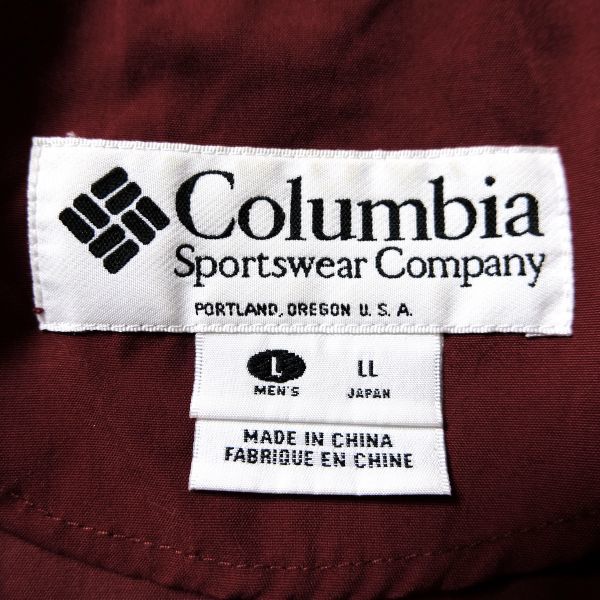 Columbia
Sportswear Company
PORTLAND, OREGON U. S. A.
L LL
MEN'S JAPAN
MADE IN CHINA
FABRIQUE EN CHINE